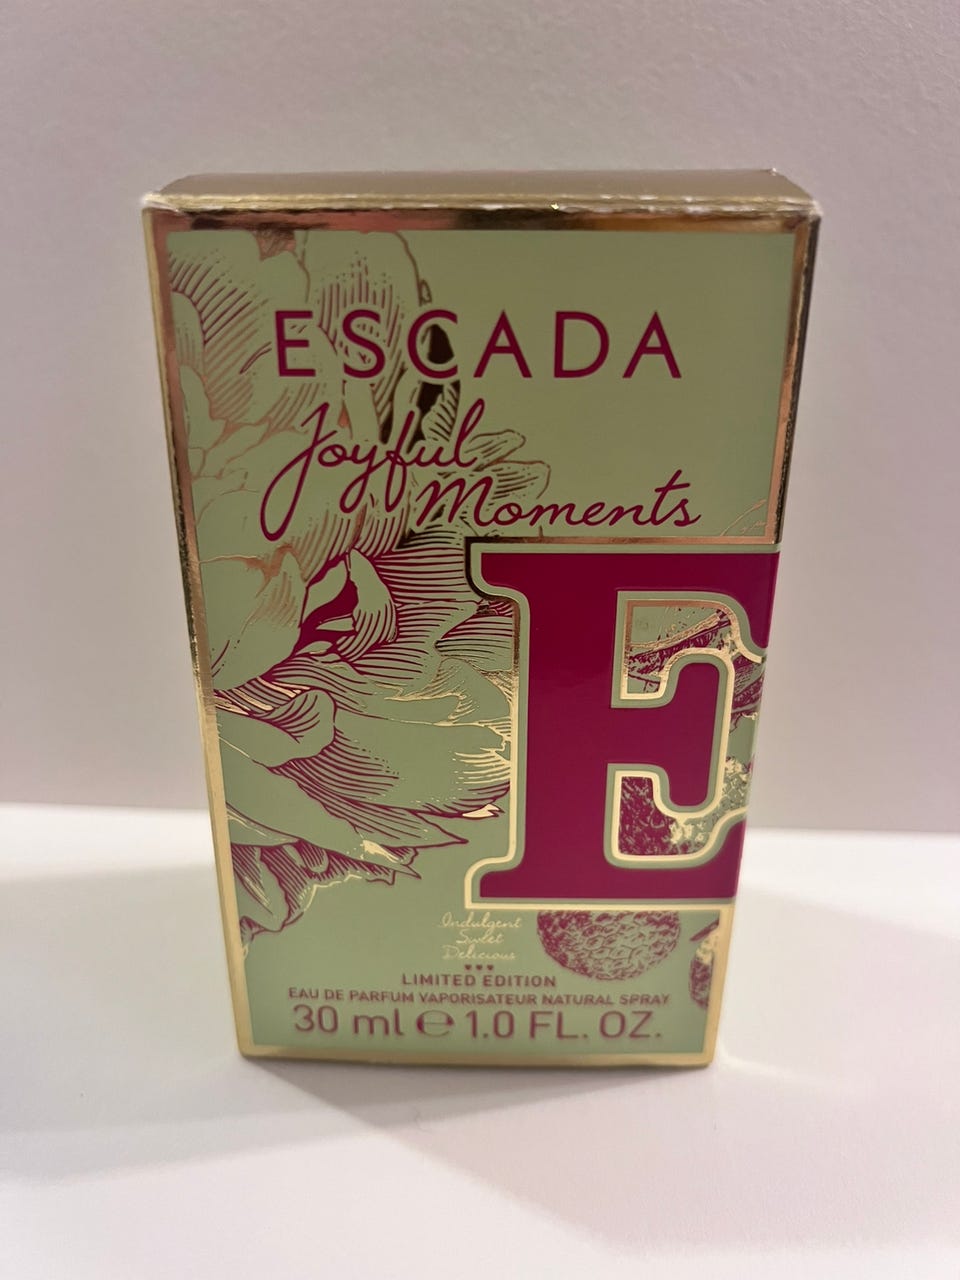 ESCADA
Joyful
Moments
E
Indulgent
Sweet
Delicious
LIMITED EDITION
EAU DE PARFUM VAPORISATEUR NATURAL SPRAY
30 ml ℮ 1.0 FL. OZ.